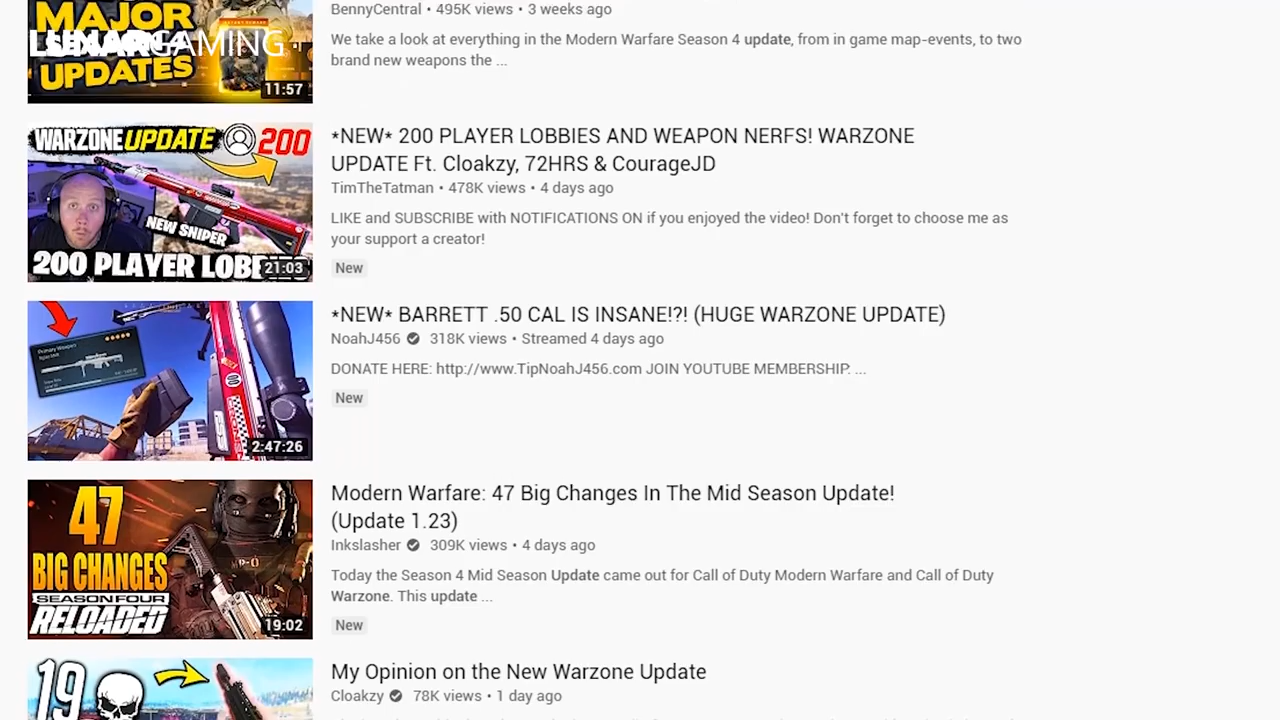 BennyCentral • 495K views • 3 weeks ago
MAJOR
LUNAR GAMING
UPDATES
11:57
We take a look at everything in the Modern Warfare Season 4 update, from in game map-events, to two
brand new weapons the ...
WARZONE UPDATE 200
NEW SNIPER
200 PLAYER LOBB
21:03
*NEW* 200 PLAYER LOBBIES AND WEAPON NERFS! WARZONE
UPDATE Ft. Cloakzy, 72HRS & CourageJD
TimTheTatman • 478K views • 4 days ago
LIKE and SUBSCRIBE with NOTIFICATIONS ON if you enjoyed the video! Don't forget to choose me as
your support a creator!
New
Primary Weapon
2:47:26
*NEW* BARRETT .50 CAL IS INSANE!?! (HUGE WARZONE UPDATE)
NoahJ456 318K views • Streamed 4 days ago
DONATE HERE: http://www.TipNoahJ456.com JOIN YOUTUBE MEMBERSHIP: ...
New
47
BIG CHANGES
SEASON FOUR
RELOADED
19:02
Modern Warfare: 47 Big Changes In The Mid Season Update!
(Update 1.23)
Inkslasher 309K views • 4 days ago
Today the Season 4 Mid Season Update came out for Call of Duty Modern Warfare and Call of Duty
Warzone. This update ...
New
19
My Opinion on the New Warzone Update
Cloakzy 78K views • 1 day ago